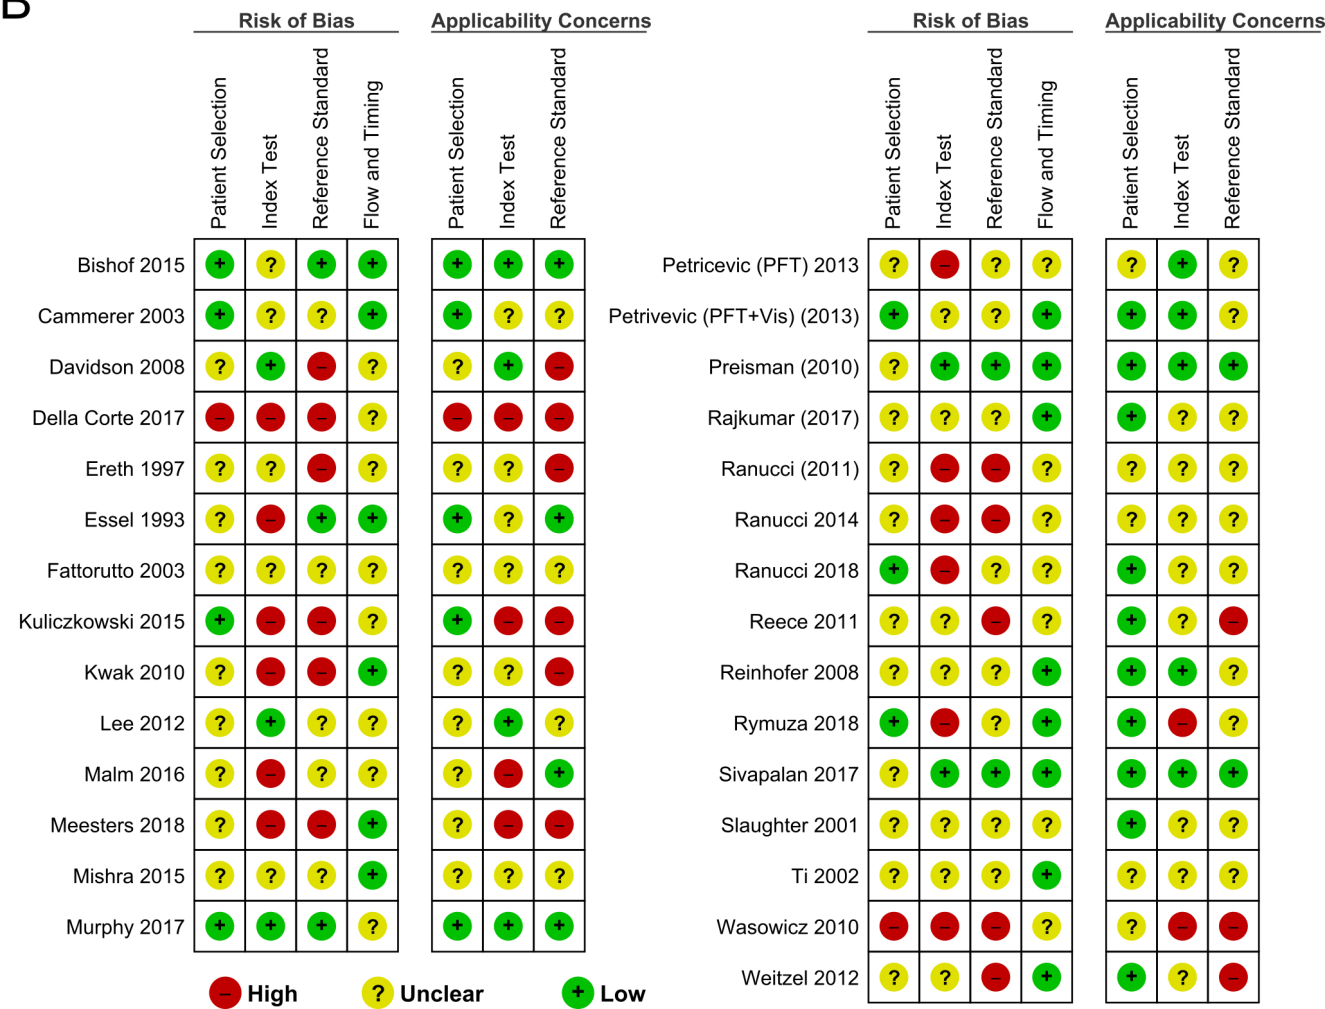 B
Risk of Bias
Applicability Concerns
Patient Selection
Index Test
Reference Standard
Flow and Timing
Patient Selection
Index Test
Reference Standard
Bishof 2015 + ? + + + + +
Cammerer 2003 + ? ? + + ? ?
Davidson 2008 ? + – ? ? + –
Della Corte 2017 – – – ? – – –
Ereth 1997 ? ? – ? ? ? –
Essel 1993 ? – + + + ? +
Fattorutto 2003 ? ? ? ? ? ? ?
Kuliczkowski 2015 + – – ? + – –
Kwak 2010 ? – – + ? ? –
Lee 2012 ? + ? ? ? + ?
Malm 2016 ? – ? ? ? – +
Meesters 2018 ? – – + ? – –
Mishra 2015 ? ? ? + ? ? ?
Murphy 2017 + + + ? + + +
Risk of Bias
Applicability Concerns
Patient Selection
Index Test
Reference Standard
Flow and Timing
Patient Selection
Index Test
Reference Standard
Petricevic (PFT) 2013 ? – ? ? ? + ?
Petrivevic (PFT+Vis) (2013) + ? ? + + + ?
Preisman (2010) ? + + + + + +
Rajkumar (2017) ? ? ? + + ? ?
Ranucci (2011) ? – – ? ? ? ?
Ranucci 2014 ? – – ? ? ? ?
Ranucci 2018 + – ? ? + ? ?
Reece 2011 ? ? – ? + ? –
Reinhofer 2008 ? ? ? + + + ?
Rymuza 2018 + – ? + + – ?
Sivapalan 2017 ? + + + + + +
Slaughter 2001 ? ? ? ? + ? ?
Ti 2002 ? ? ? + ? ? ?
Wasowicz 2010 – – – ? ? – –
Weitzel 2012 ? ? – + + ? –
– High ? Unclear + Low